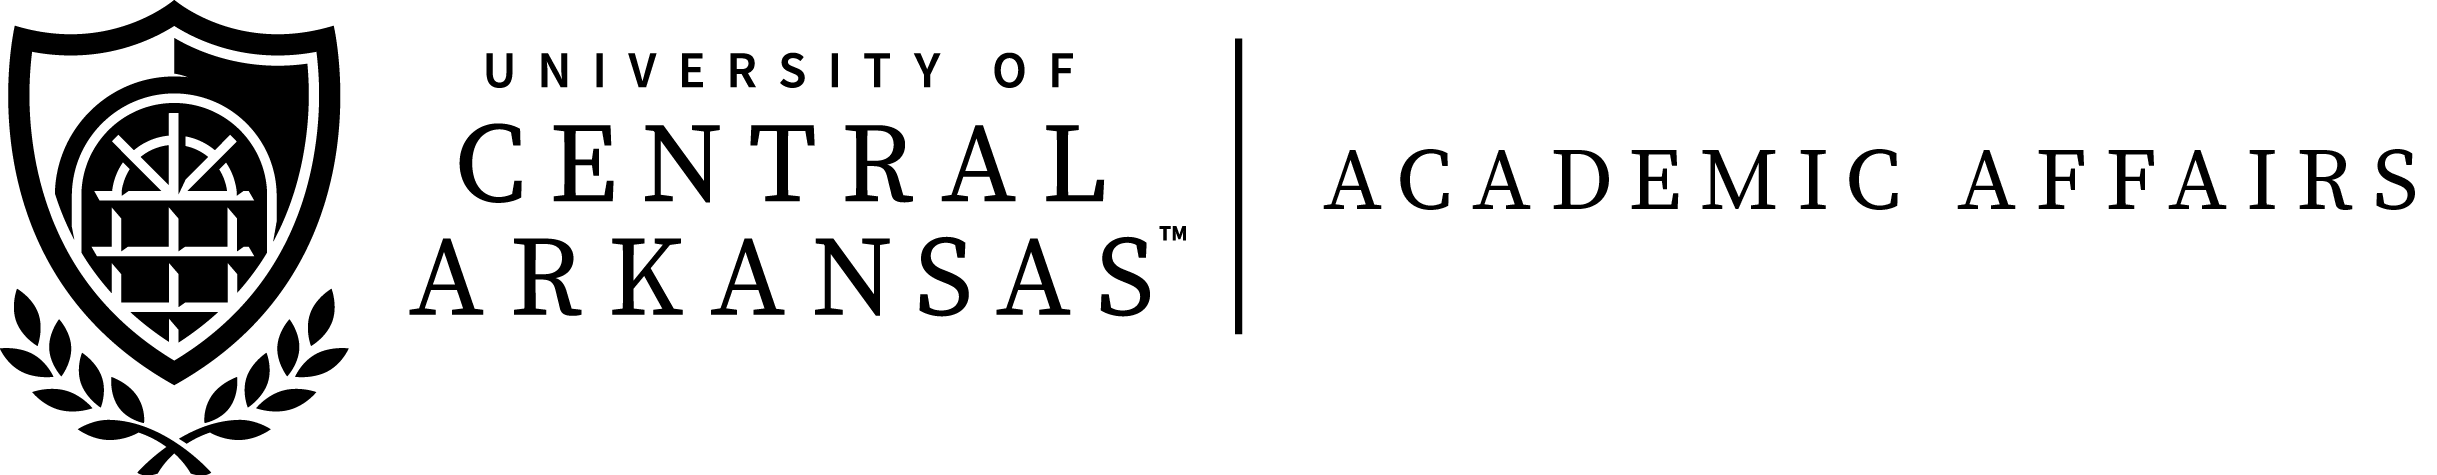 UNIVERSITY OF
CENTRAL
ARKANSAS™
ACADEMIC AFFAIRS